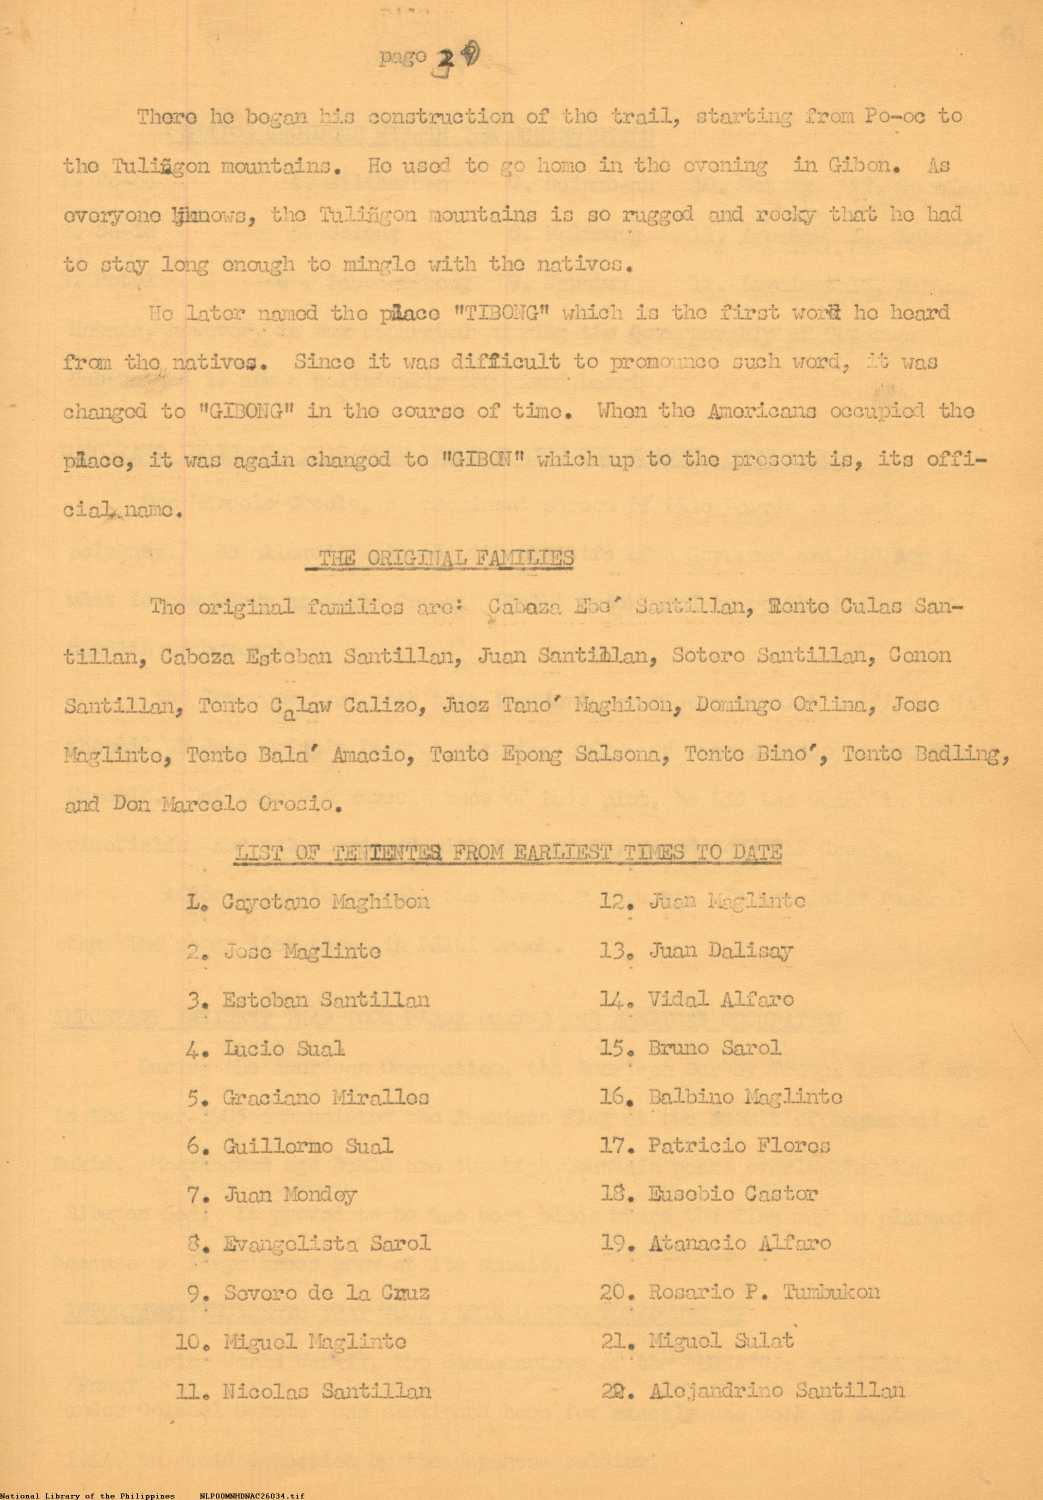 page 29
There he began his construction of the trail, starting from Po-oc to
the Tuliñgon mountains. He used to go home in the evening in Gibon. As
everyone knows, the Tuliñgon mountains is so rugged and rocky that he had
to stay long enough to mingle with the natives.
He later named the place "TIBONG" which is the first word he heard
from the natives. Since it was difficult to pronounce such word, it was
changed to "GIBONG" in the course of time. When the Americans occupied the
place, it was again changed to "GIBON" which up to the present is, its offi-
cial name.
THE ORIGINAL FAMILIES
The original families are: Cabeza Ebe´ Santillan, Tente Culas San-
tillan, Cabeza Esteban Santillan, Juan Santillan, Sotero Santillan, Cenon
Santillan, Tente Calaw Calizo, Juez Tano´ Maghibon, Domingo Orlina, Jose
Maglinte, Tente Bala´ Amacio, Tente Epong Salsona, Tente Bino´, Tente Badling,
and Don Marcelo Orocio.
LIST OF TENIENTES FROM EARLIEST TIMES TO DATE
1. Cayetano Maghibon
2. Jose Maglinte
3. Esteban Santillan
4. Lucio Sual
5. Graciano Miralles
6. Guillermo Sual
7. Juan Mondey
8. Evangelista Sarol
9. Severo de la Cruz
10. Miguel Maglinte
11. Nicolas Santillan
12. Juan Maglinte
13. Juan Dalisay
14. Vidal Alfaro
15. Bruno Sarol
16. Balbino Maglinte
17. Patricio Flores
18. Eusebio Castor
19. Atanacio Alfaro
20. Rosario P. Tumbukon
21. Miguel Sulat
22. Alejandrino Santillan
National Library of the Philippines NLP00MNHDNAC26034.tif